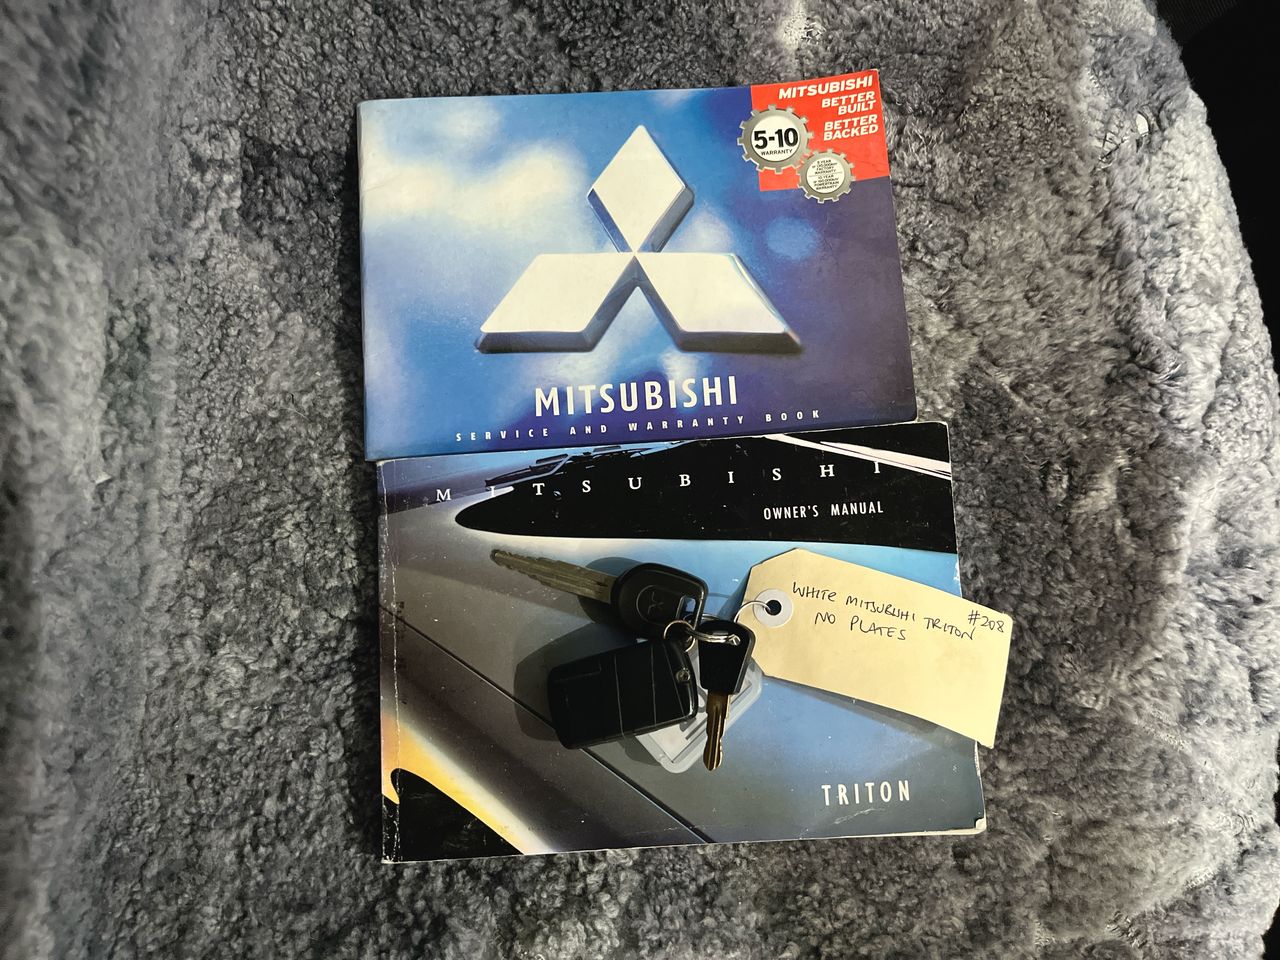 MITSUBISHI
BETTER
BUILT
BETTER
BACKED
5-10
WARRANTY
MITSUBISHI
SERVICE AND WARRANTY BOOK
MITSUBISHI
OWNER'S MANUAL
WHITE MITSUBISHI TRITON
NO PLATES
#208
TRITON